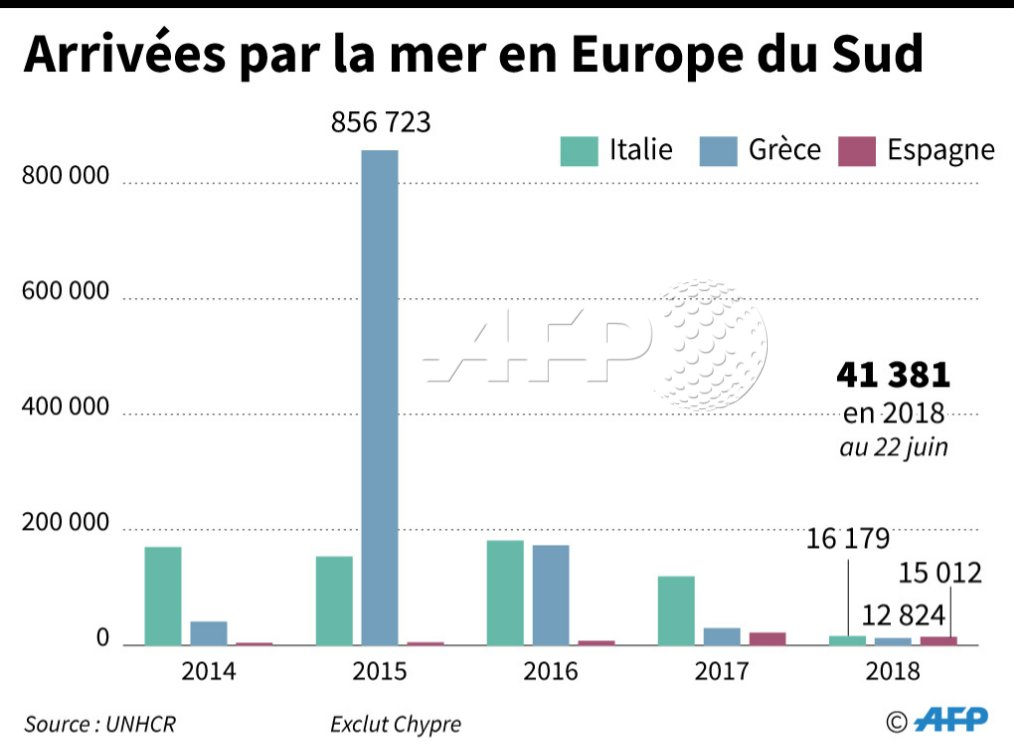 Arrivées par la mer en Europe du Sud
856 723
Italie Grèce Espagne
800 000
600 000
AFP
41 381
400 000
en 2018
au 22 juin
200 000
16 179
15 012
12 824
0
2014 2015 2016 2017 2018
Source : UNHCR Exclut Chypre © AFP